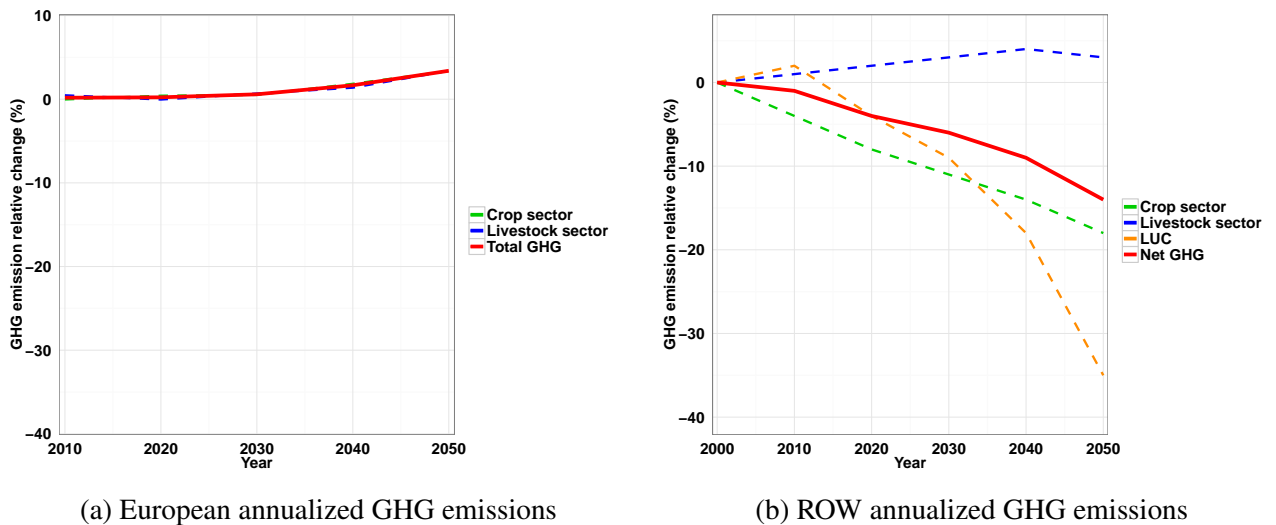 GHG emission relative change (%)
10
0
−10
−20
−30
−40
2010 2020 2030 2040 2050
Year
Crop sector
Livestock sector
Total GHG
(a) European annualized GHG emissions
GHG emission relative change (%)
0
−10
−20
−30
−40
2000 2010 2020 2030 2040 2050
Year
Crop sector
Livestock sector
LUC
Net GHG
(b) ROW annualized GHG emissions